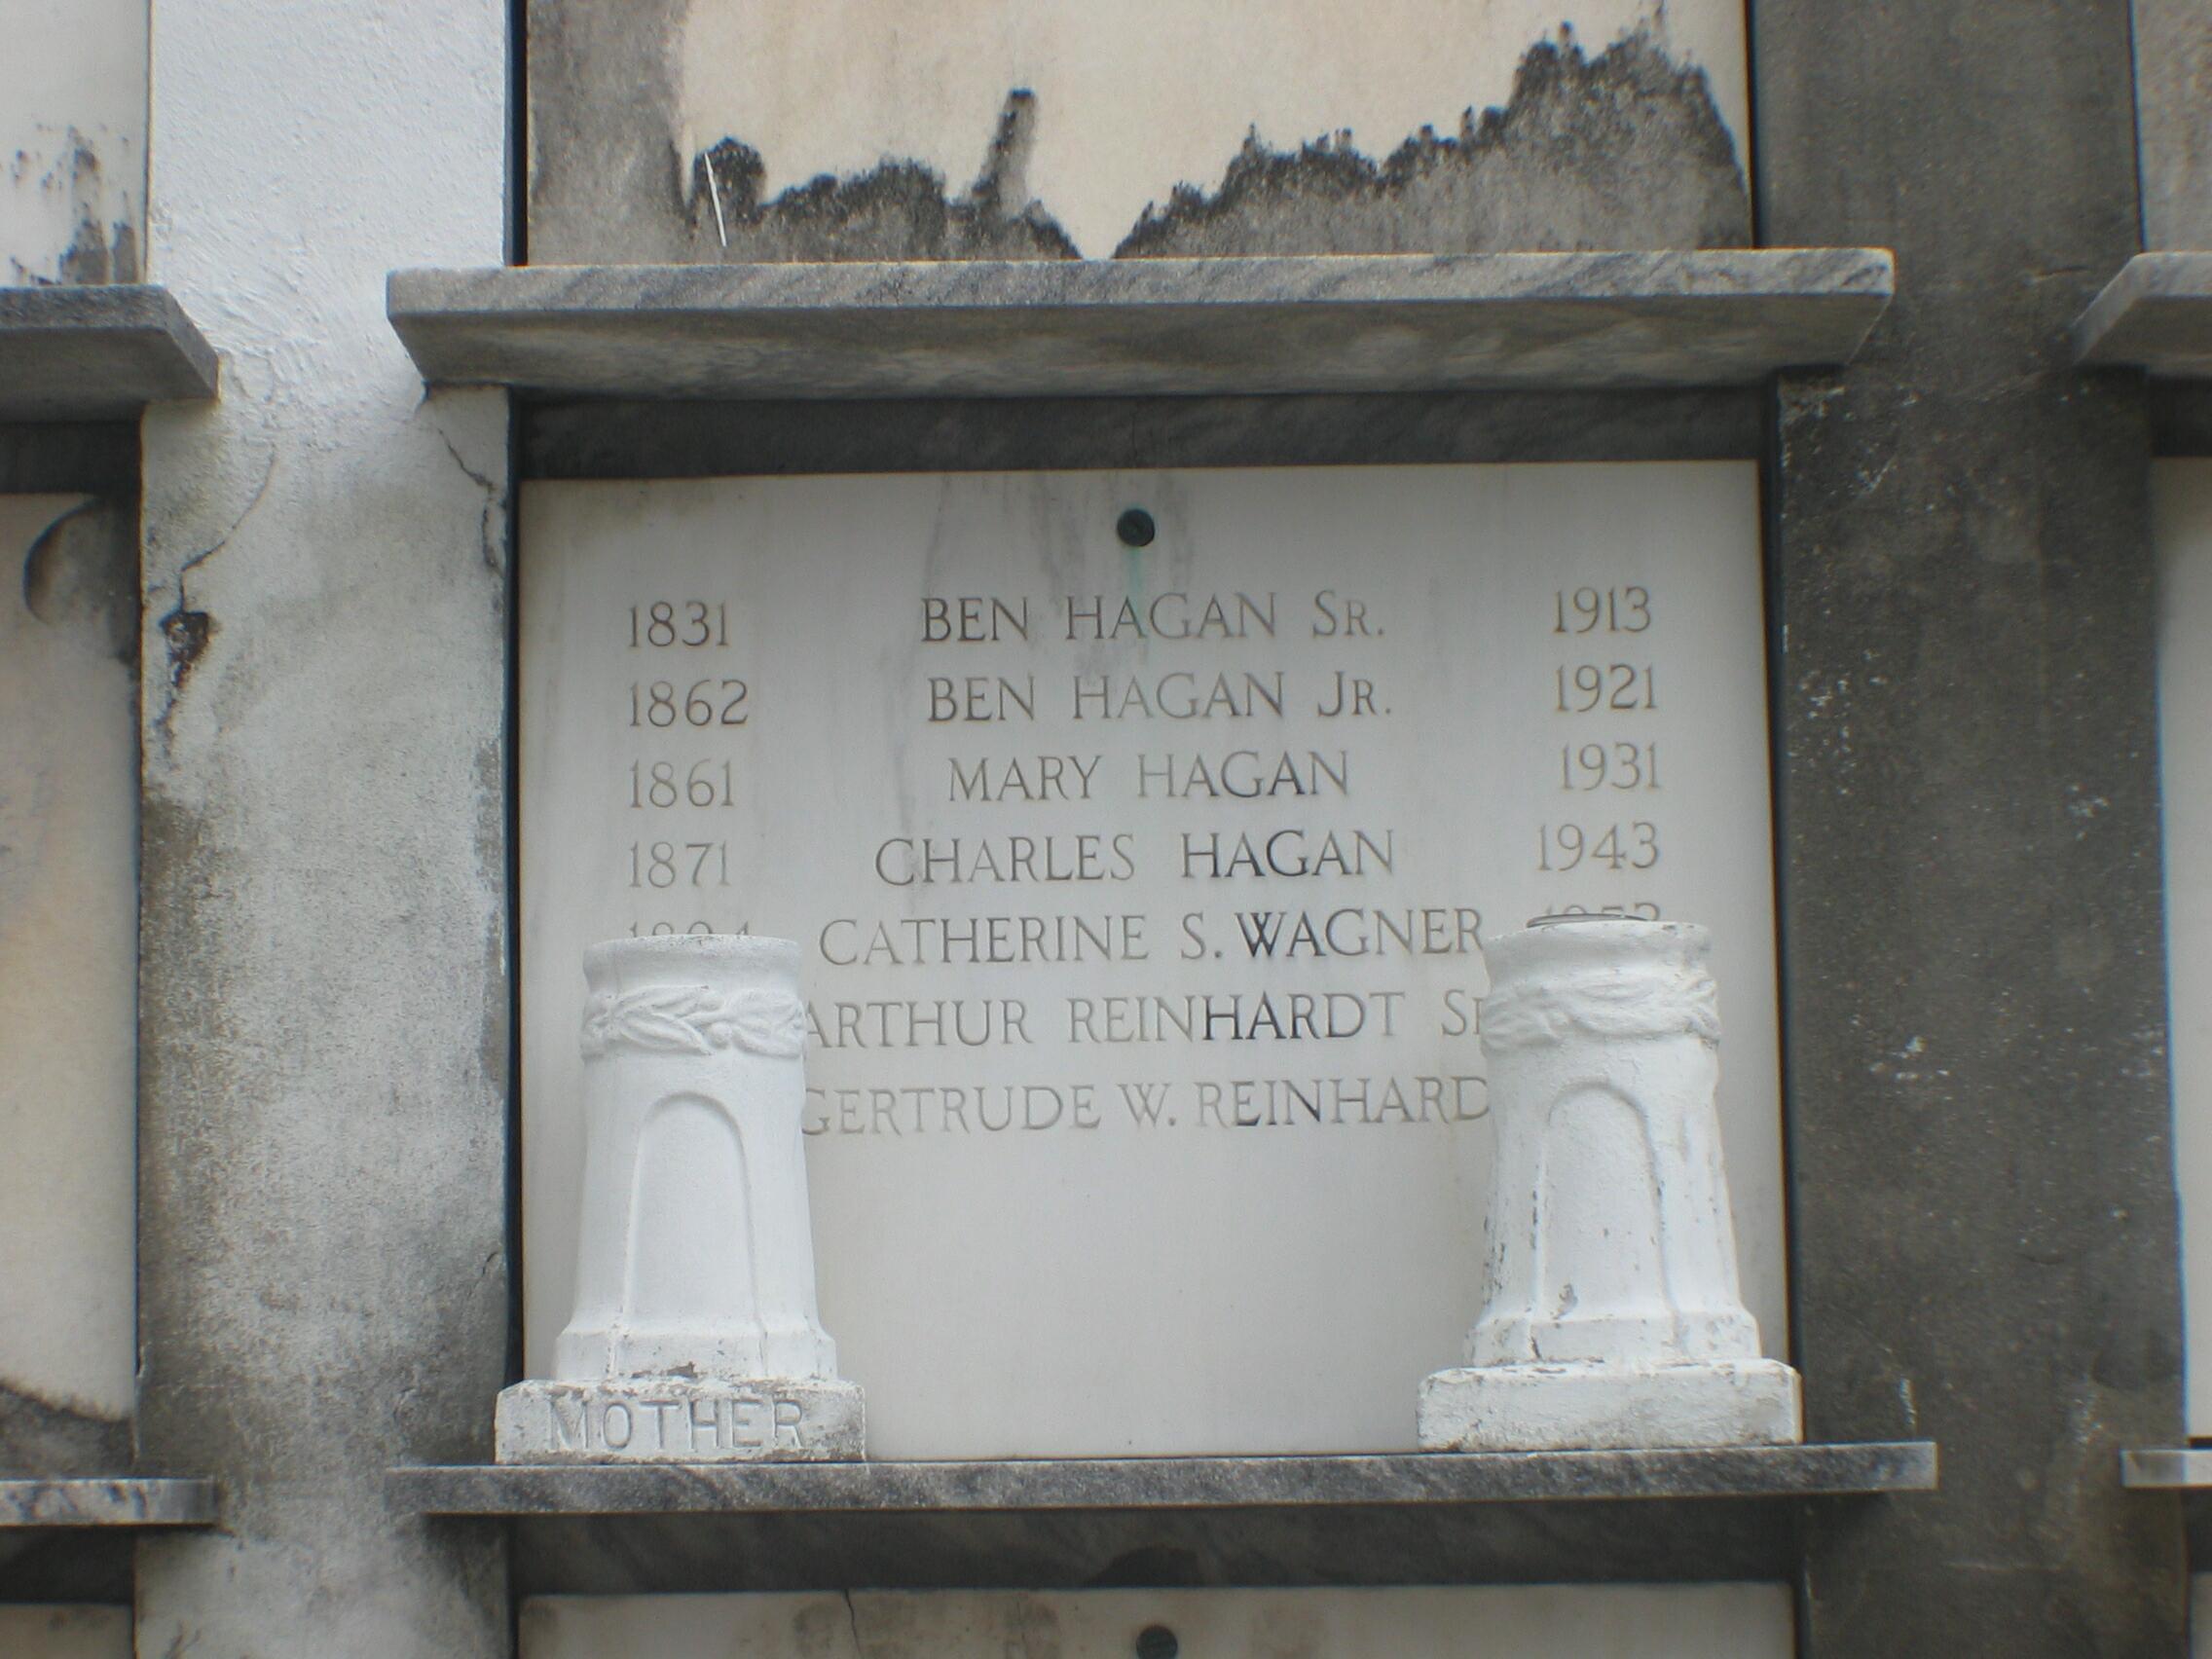 1831 BEN HAGAN SR. 1913
1862 BEN HAGAN JR. 1921
1861 MARY HAGAN 1931
1871 CHARLES HAGAN 1943
CATHERINE S. WAGNER
ARTHUR REINHARDT
GERTRUDE W.
MOTHER